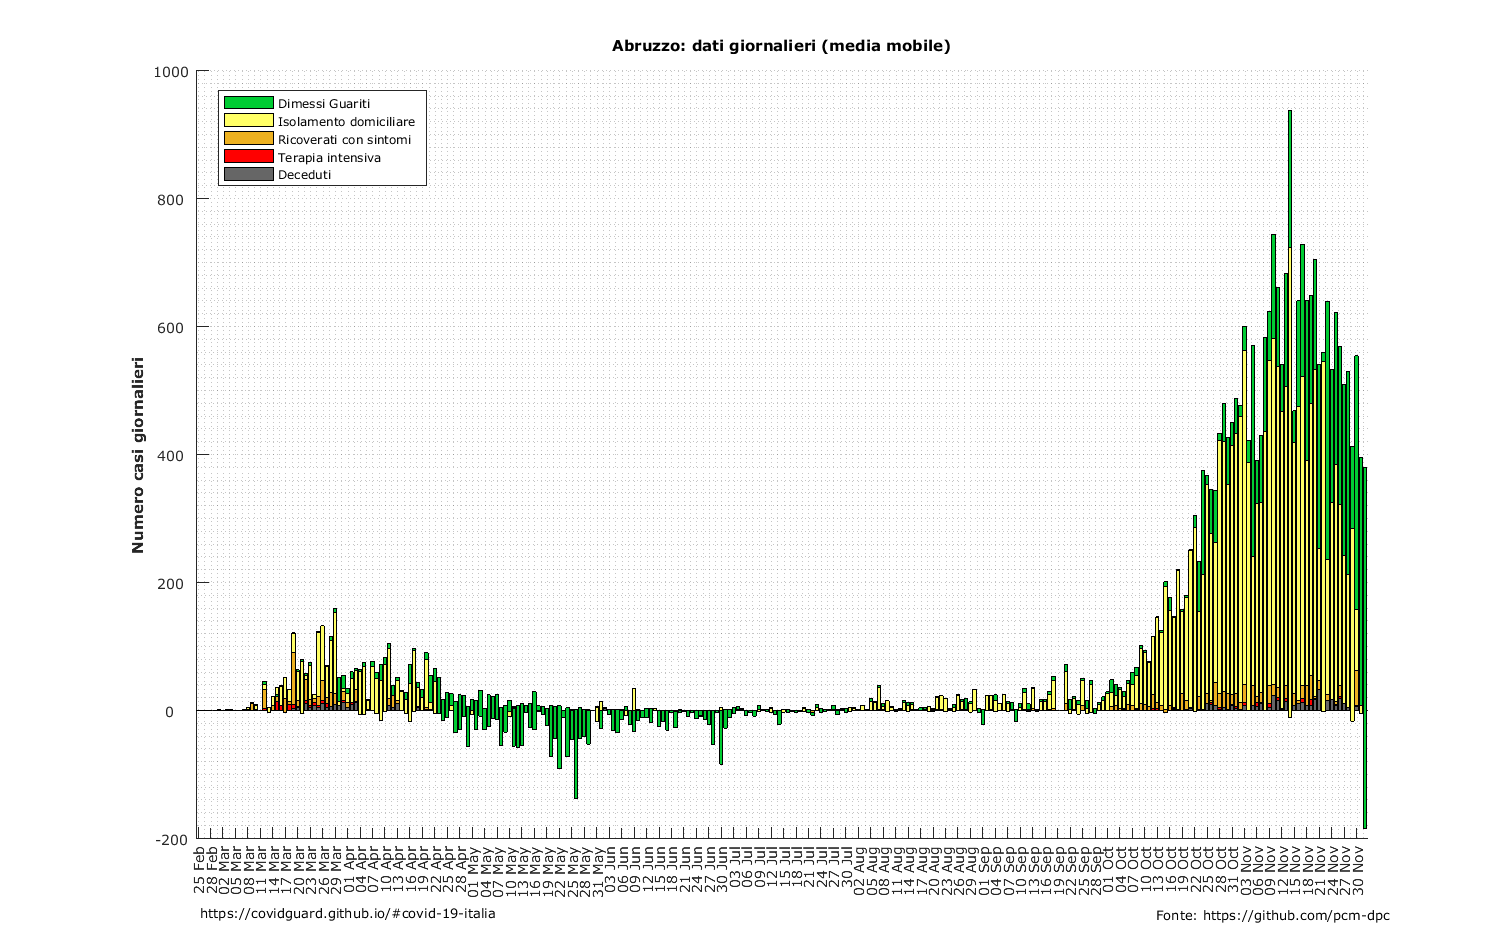 Abruzzo: dati giornalieri (media mobile)
1000
800
600
400
200
0
-200
Numero casi giornalieri
Dimessi Guariti
Isolamento domiciliare
Ricoverati con sintomi
Terapia intensiva
Deceduti
25 Feb
28 Feb
02 Mar
05 Mar
08 Mar
11 Mar
14 Mar
17 Mar
20 Mar
23 Mar
26 Mar
29 Mar
01 Apr
04 Apr
07 Apr
10 Apr
13 Apr
16 Apr
19 Apr
22 Apr
25 Apr
28 Apr
01 May
04 May
07 May
10 May
13 May
16 May
19 May
22 May
25 May
28 May
31 May
03 Jun
06 Jun
09 Jun
12 Jun
15 Jun
18 Jun
21 Jun
24 Jun
27 Jun
30 Jun
03 Jul
06 Jul
09 Jul
12 Jul
15 Jul
18 Jul
21 Jul
24 Jul
27 Jul
30 Jul
02 Aug
05 Aug
08 Aug
11 Aug
14 Aug
17 Aug
20 Aug
23 Aug
26 Aug
29 Aug
01 Sep
04 Sep
07 Sep
10 Sep
13 Sep
16 Sep
19 Sep
22 Sep
25 Sep
28 Sep
01 Oct
04 Oct
07 Oct
10 Oct
13 Oct
16 Oct
19 Oct
22 Oct
25 Oct
28 Oct
31 Oct
03 Nov
06 Nov
09 Nov
12 Nov
15 Nov
18 Nov
21 Nov
24 Nov
27 Nov
30 Nov
https://covidguard.github.io/#covid-19-italia
Fonte: https://github.com/pcm-dpc